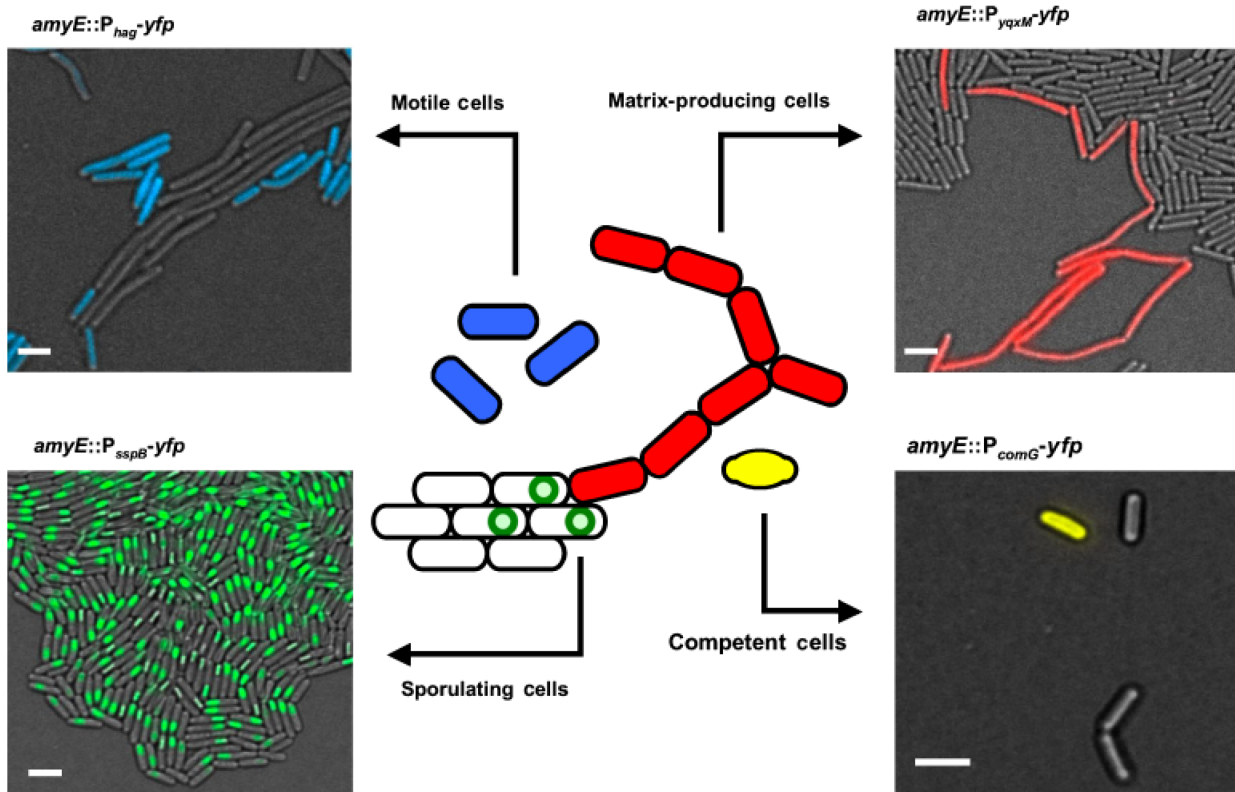 amyE::Phag-yfp
amyE::PyqxM-yfp
Motile cells
Matrix-producing cells
amyE::PsspB-yfp
amyE::PcomG-yfp
Competent cells
Sporulating cells